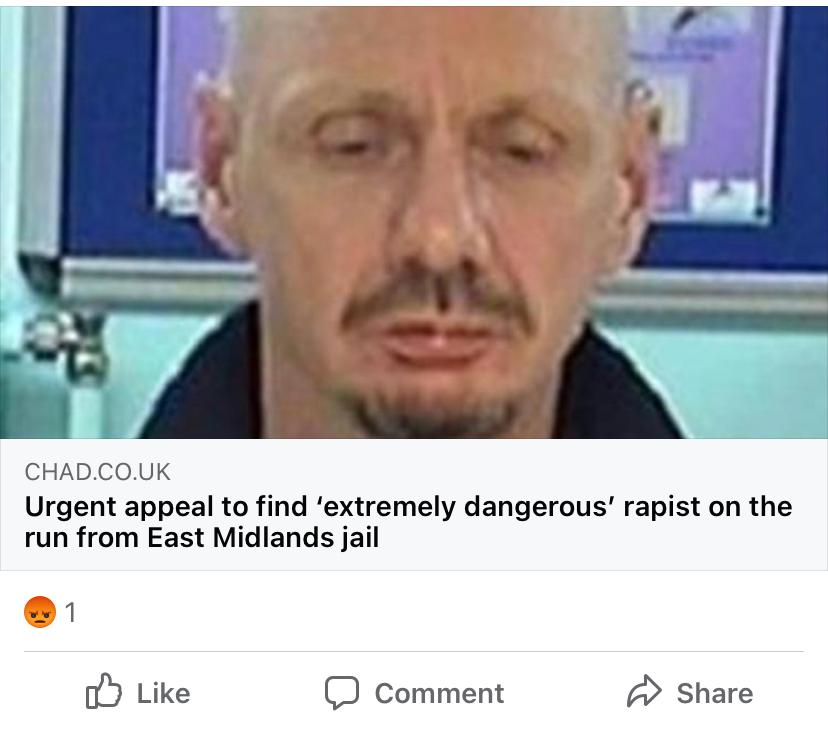 CHAD.CO.UK
Urgent appeal to find ‘extremely dangerous’ rapist on the
run from East Midlands jail
1
Like
Comment
Share